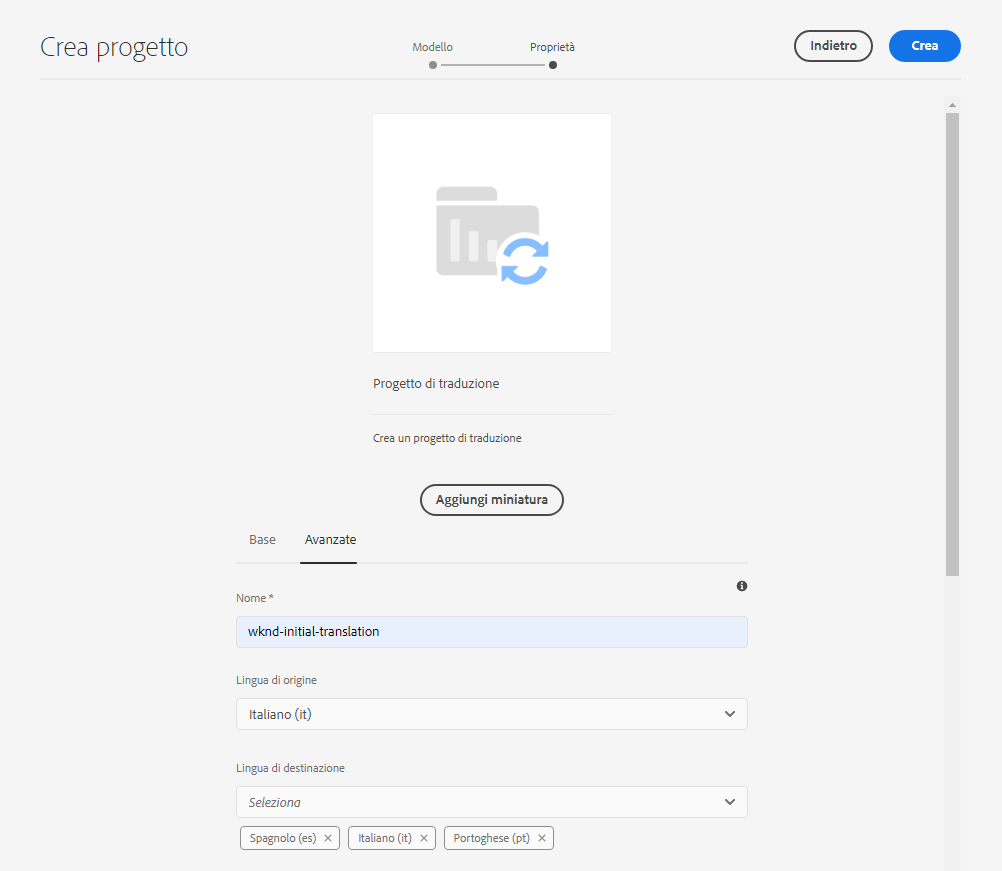 Crea progetto
Modello
Proprietà
Indietro
Crea
Progetto di traduzione
Crea un progetto di traduzione
Aggiungi miniatura
Base
Avanzate
Nome *
wknd-initial-translation
Lingua di origine
Italiano (it)
Lingua di destinazione
Seleziona
Spagnolo (es)
Italiano (it)
Portoghese (pt)